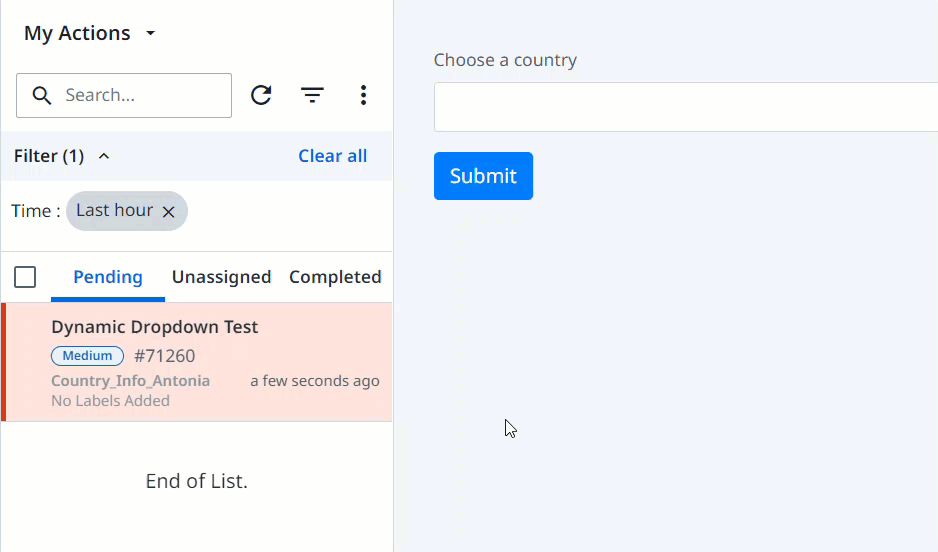 My Actions
Search...
Filter (1)
Clear all
Time : Last hour
Pending Unassigned Completed
Dynamic Dropdown Test
Medium #71260
Country_Info_Antonia a few seconds ago
No Labels Added
End of List.
Choose a country
Submit